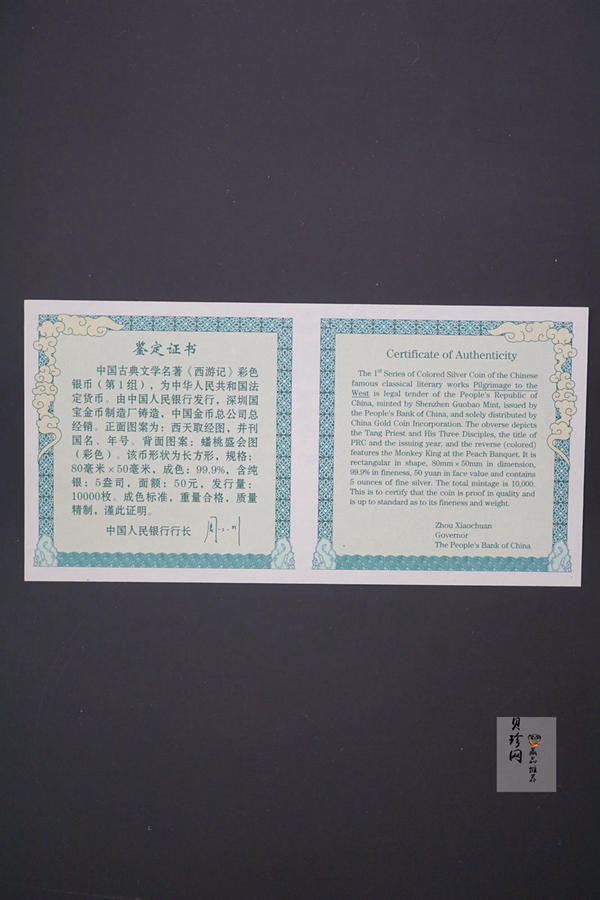 鉴定证书
中国古典文学名著《西游记》彩色
银币（第1组），为中华人民共和国法
定货币。由中国人民银行发行，深圳国
宝金币制造厂铸造，中国金币总公司总
经销。正面图案为：西天取经图，并刊
国名、年号。背面图案：蟠桃盛会图
（彩色）。该币形状为长方形，规格：
80毫米×50毫米，成色：99.9%，含纯
银：5盎司，面额：50元，发行量：
10000枚。成色标准，重量合格，质量
精制，谨此证明。
中国人民银行行长
Certificate of Authenticity
The 1st Series of Colored Silver Coin of the Chinese
famous classical literary works Pilgrimage to the
West is legal tender of the People's Republic of
China, minted by Shenzhen Guobao Mint, issued by
the People's Bank of China, and solely distributed by
China Gold Coin Incorporation. The obverse depicts
the Tang Priest and His Three Disciples, the title of
PRC and the issuing year, and the reverse (colored)
features the Monkey King at the Peach Banquet. It is
rectangular in shape, 80mm×50mm in dimension,
99.9% in fineness, 50 yuan in face value and contains
5 ounces of fine silver. The total mintage is 10,000.
This is to certify that the coin is proof in quality and
is up to standard as to its fineness and weight.
Zhou Xiaochuan
Governor
The People's Bank of China
贝珍网
藏品推荐